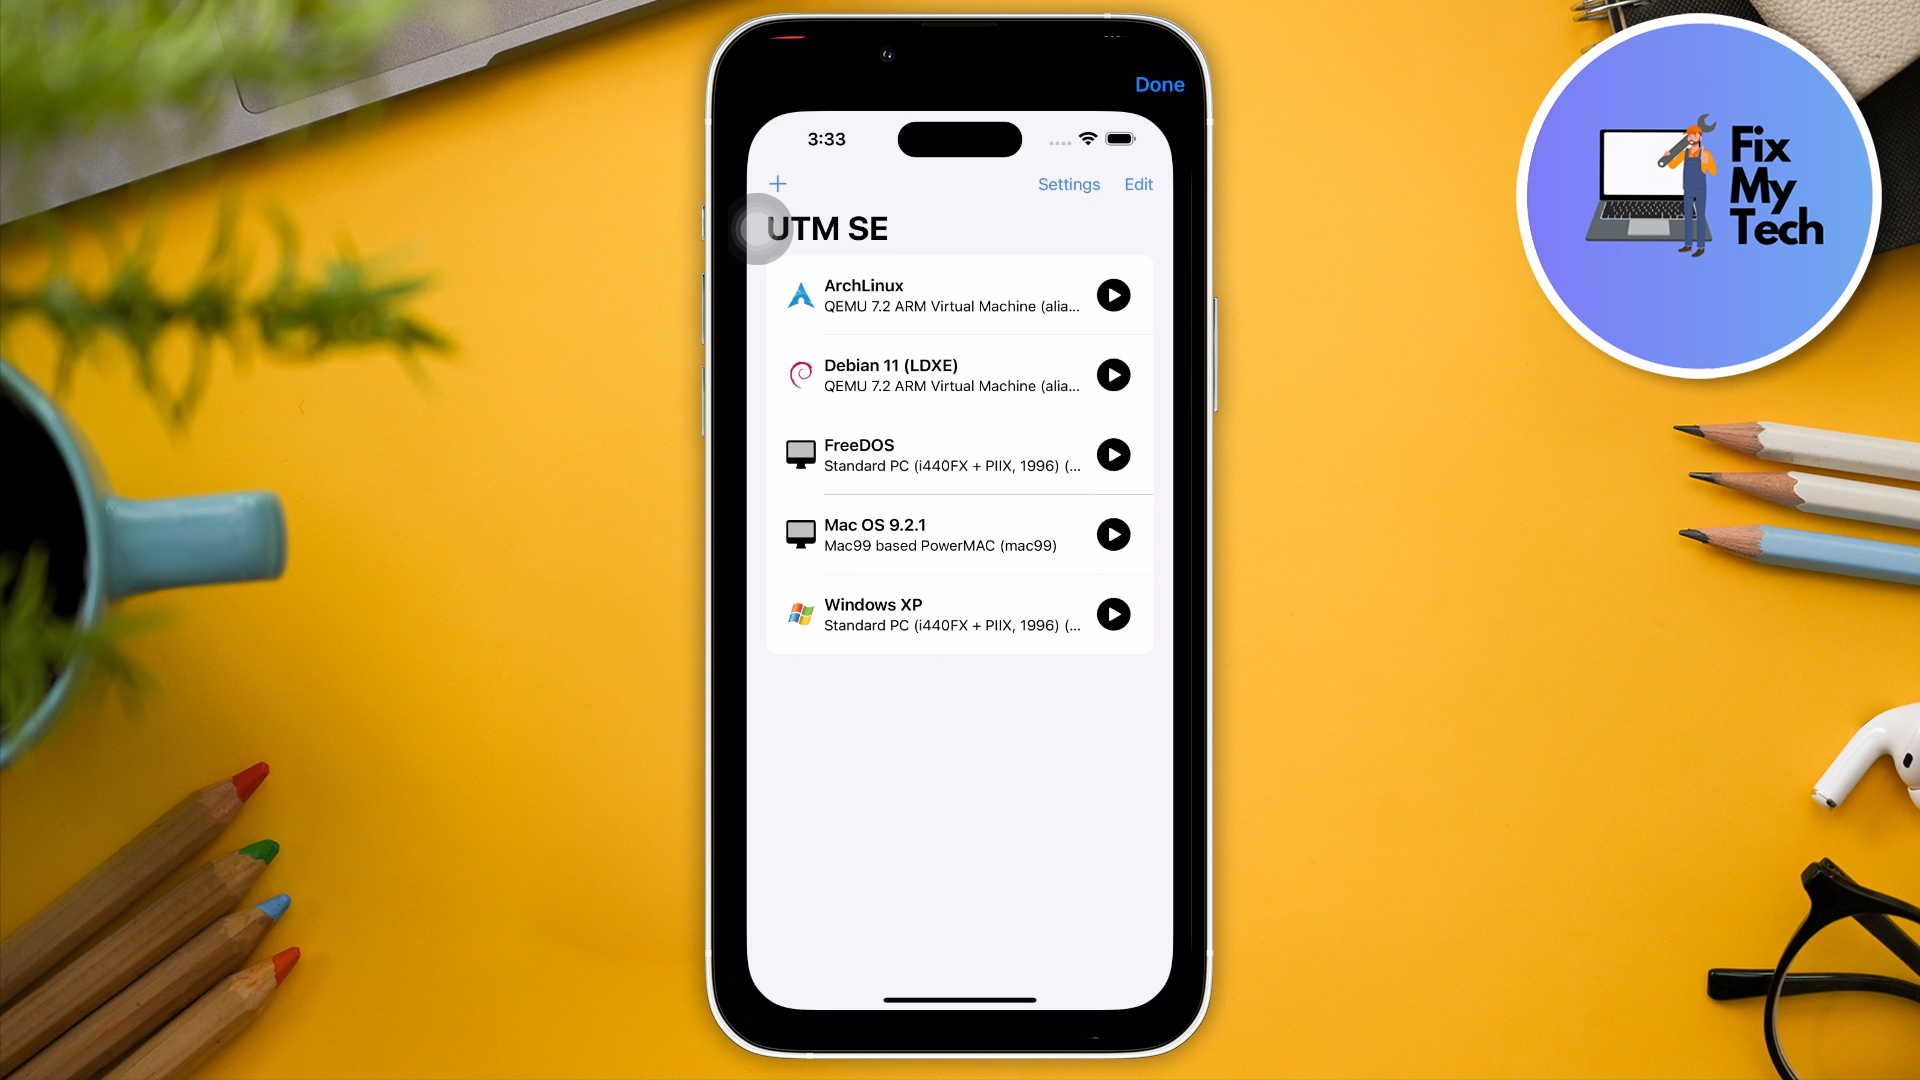 Done
3:33
Settings Edit
UTM SE
ArchLinux
QEMU 7.2 ARM Virtual Machine (alia...
Debian 11 (LDXE)
QEMU 7.2 ARM Virtual Machine (alia...
FreeDOS
Standard PC (i440FX + PIIX, 1996) (...
Mac OS 9.2.1
Mac99 based PowerMAC (mac99)
Windows XP
Standard PC (i440FX + PIIX, 1996) (...
Fix
My
Tech